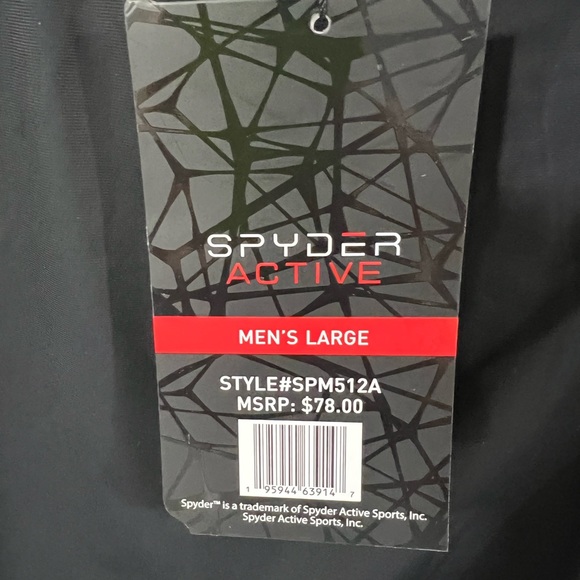 SPYDER
ACTIVE
MEN'S LARGE
STYLE#SPM512A
MSRP: $78.00
1 95944 63914 7
Spyder™ is a trademark of Spyder Active Sports, Inc.
Spyder Active Sports, Inc.